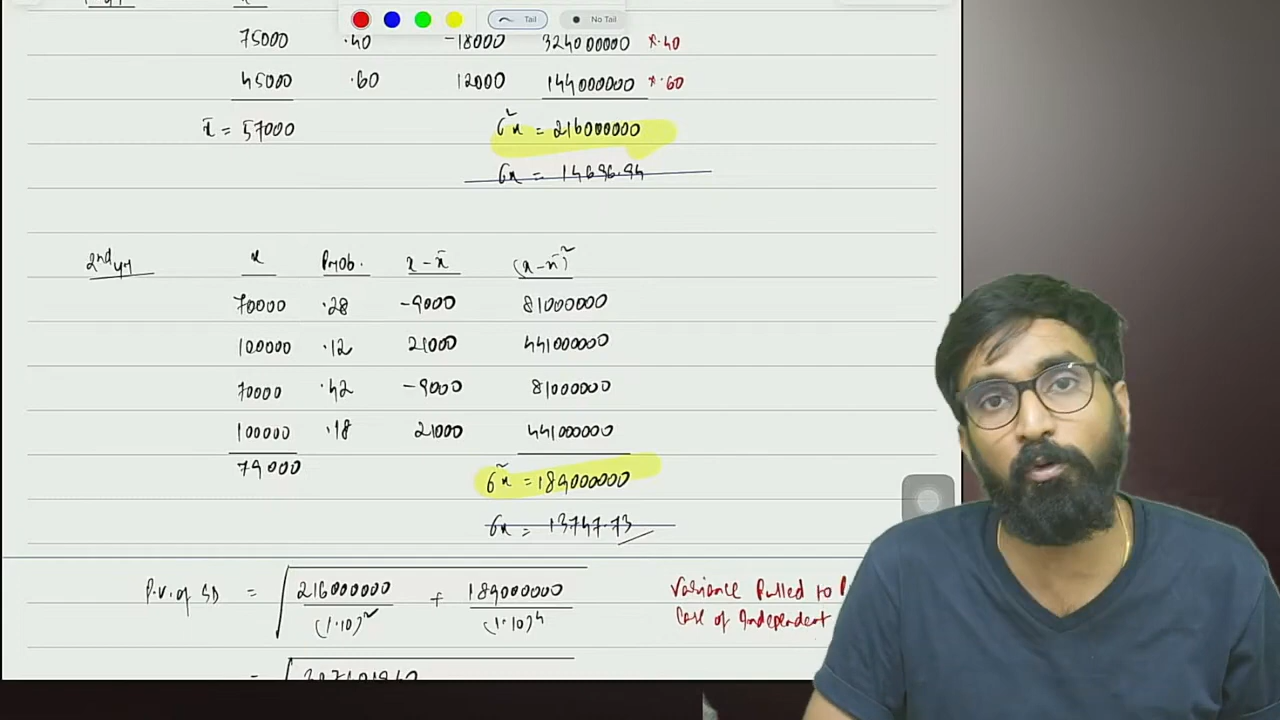 Tail No Tail
75000 .40 -18000 324000000 *.40
45000 .60 12000 144000000 *.60
x̄ = 57000 σ²x = 216000000
σx = 14696.94
2nd yr x Prob. x-x̄ (x-x̄)²
70000 .28 -9000 81000000
100000 .12 21000 441000000
70000 .42 -9000 81000000
100000 .18 21000 441000000
79000 σ²x = 189000000
σx = 13747.73
P.V. of SD = √ 216000000/(1.10)² + 189000000/(1.10)⁴
Variance Pulled to P
Case of Independent
= √